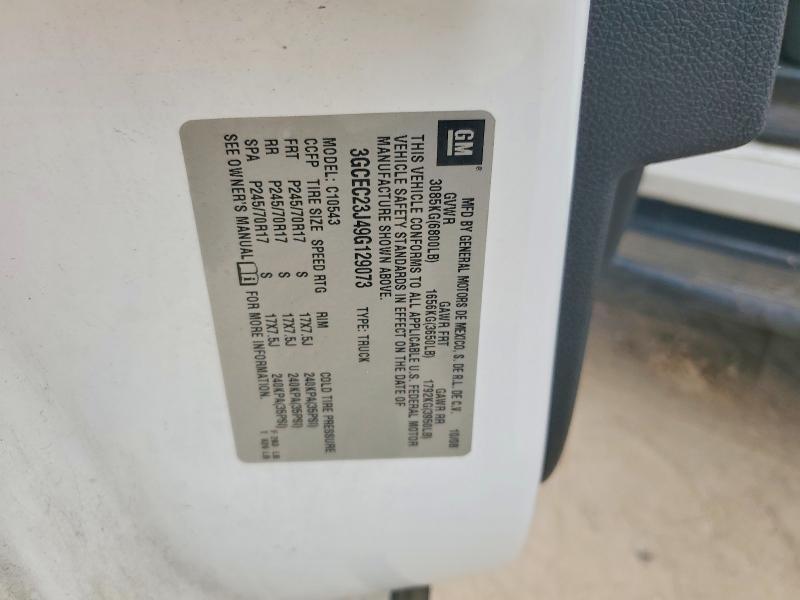 GM®
MFD BY GENERAL MOTORS DE MEXICO, S. DE R.L. DE C.V. 10/08
GVWR GAWR FRT GAWR RR
3085KG(6800LB) 1656KG(3650LB) 1792KG(3950LB)
THIS VEHICLE CONFORMS TO ALL APPLICABLE U.S. FEDERAL MOTOR
VEHICLE SAFETY STANDARDS IN EFFECT ON THE DATE OF
MANUFACTURE SHOWN ABOVE.
3GCEC23J49G129073 TYPE: TRUCK
MODEL: C10543
CCFP TIRE SIZE SPEED RTG RIM COLD TIRE PRESSURE
FRT P245/70R17 S 17X7.5J 240KPA(35PSI)
RR P245/70R17 S 17X7.5J 240KPA(35PSI)
SPA P245/70R17 S 17X7.5J 240KPA(35PSI)
SEE OWNER'S MANUAL FOR MORE INFORMATION.